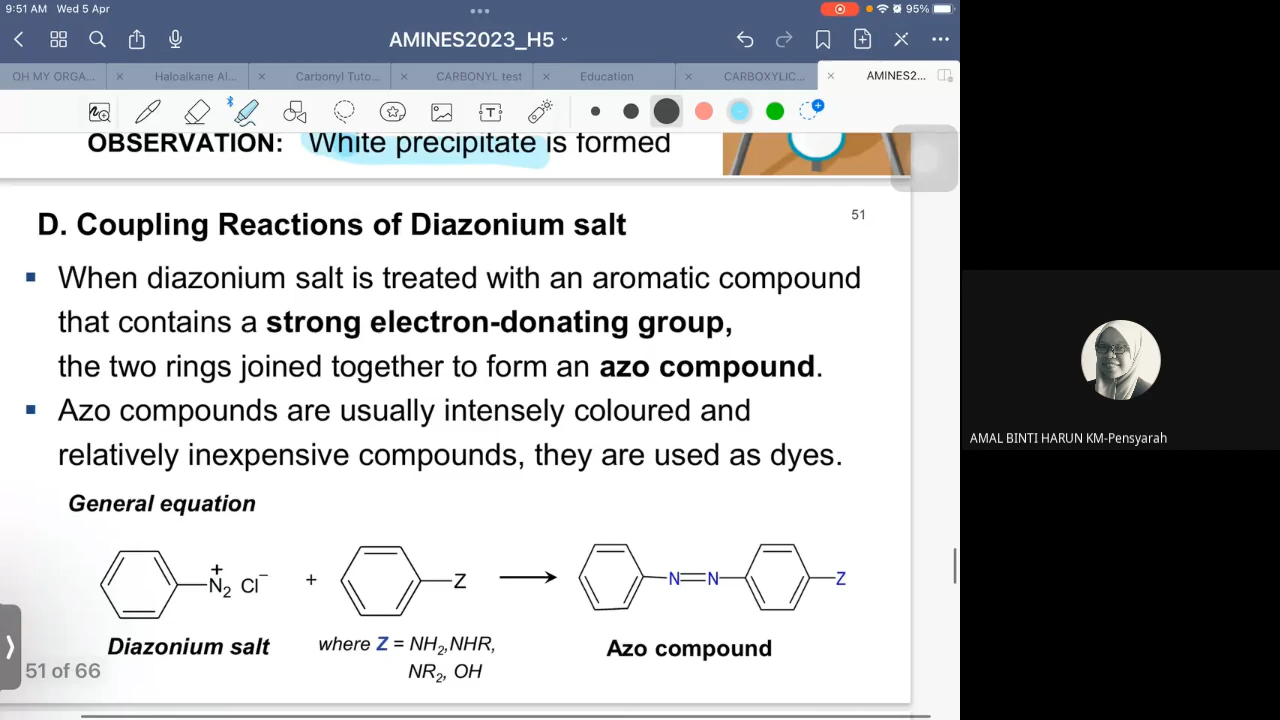 9:51 AM Wed 5 Apr
95%
AMINES2023_H5
OH MY ORGA...
Haloalkane Al...
Carbonyl Tuto...
CARBONYL test
Education
CARBOXYLIC...
AMINES2...
OBSERVATION: White precipitate is formed
51
D. Coupling Reactions of Diazonium salt
▪ When diazonium salt is treated with an aromatic compound
that contains a strong electron-donating group,
the two rings joined together to form an azo compound.
▪ Azo compounds are usually intensely coloured and
relatively inexpensive compounds, they are used as dyes.
General equation
N₂⁺ Cl⁻ + Z → N=N Z
Diazonium salt
where Z = NH₂,NHR,
NR₂, OH
Azo compound
51 of 66
AMAL BINTI HARUN KM-Pensyarah